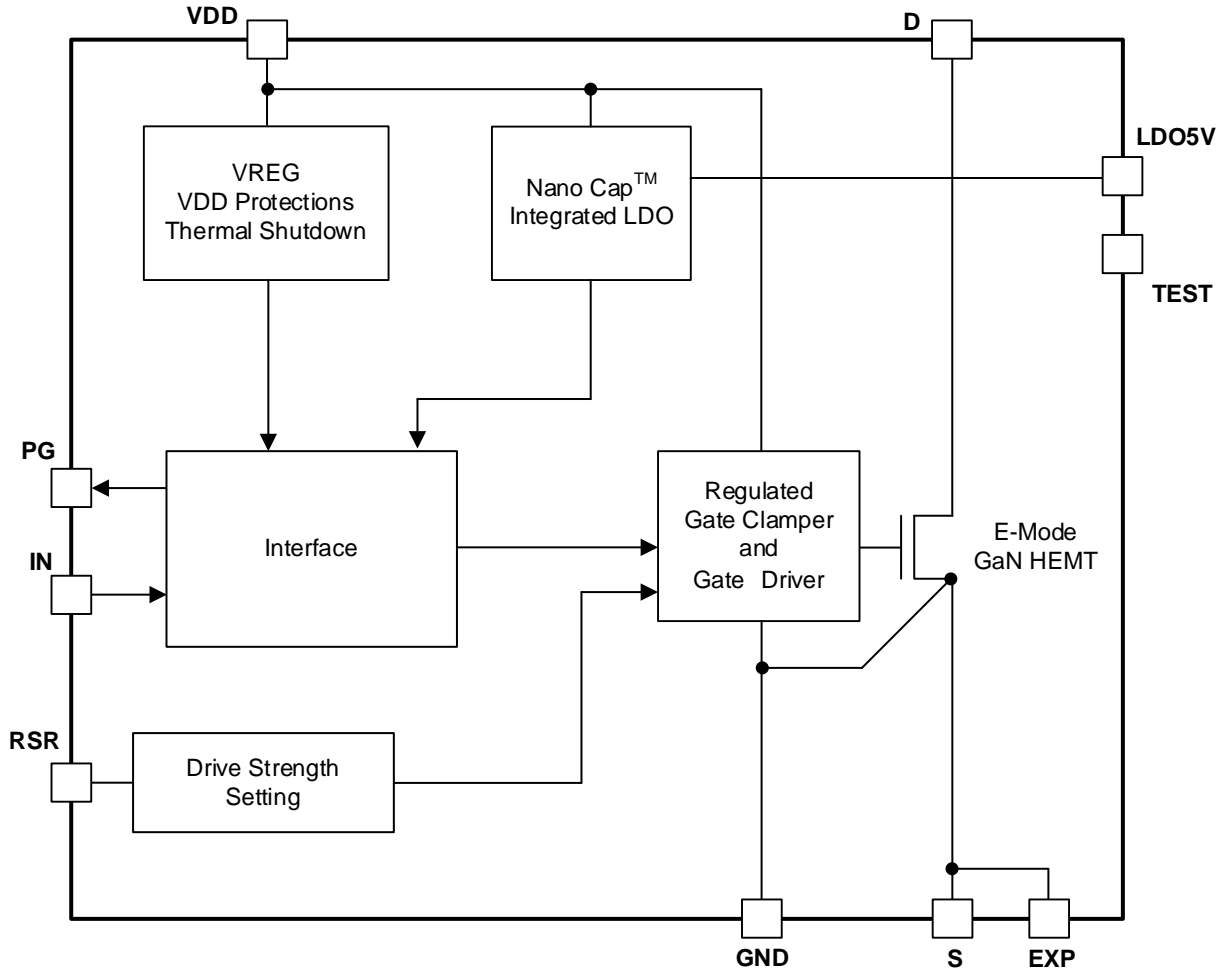 VDD
D
LDO5V
VREG
VDD Protections
Thermal Shutdown
Nano Cap™
Integrated LDO
TEST
PG
Interface
Regulated
Gate Clamper
and
Gate Driver
E-Mode
GaN HEMT
IN
RSR
Drive Strength
Setting
GND
S
EXP